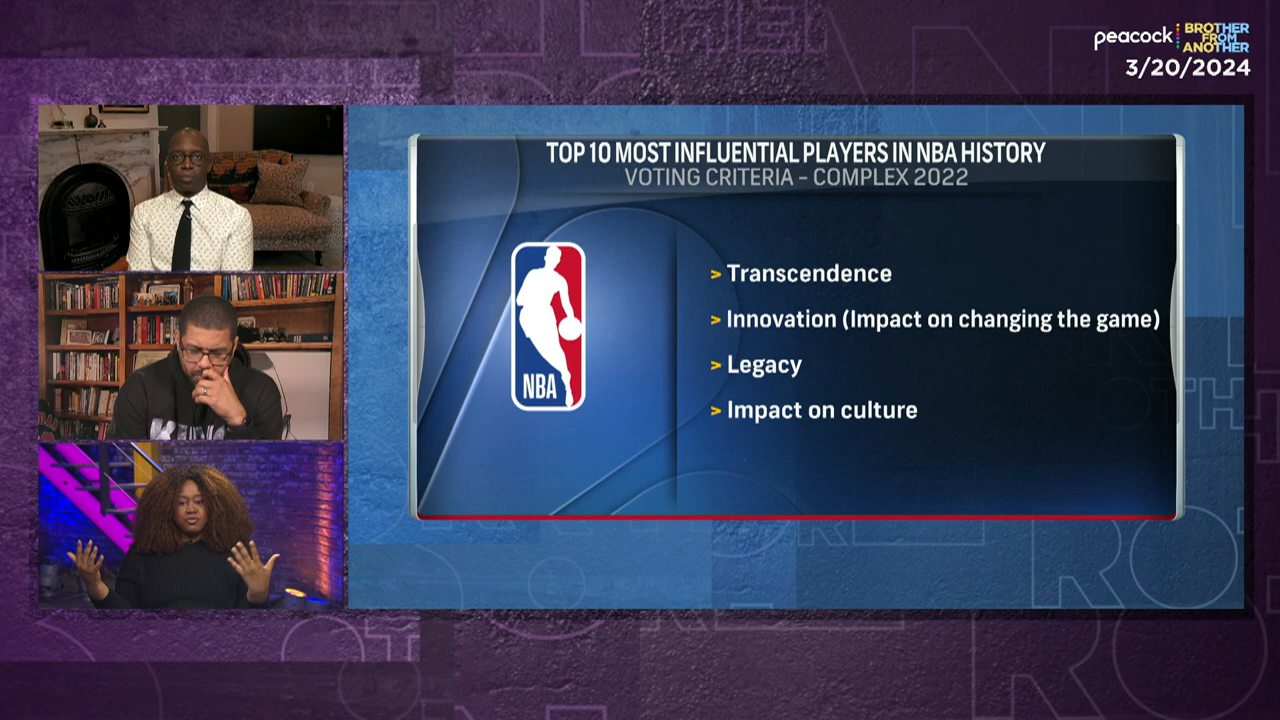 peacock
BROTHER
FROM
ANOTHER
3/20/2024
TOP 10 MOST INFLUENTIAL PLAYERS IN NBA HISTORY
VOTING CRITERIA – COMPLEX 2022
> Transcendence
> Innovation (Impact on changing the game)
> Legacy
> Impact on culture
NBA